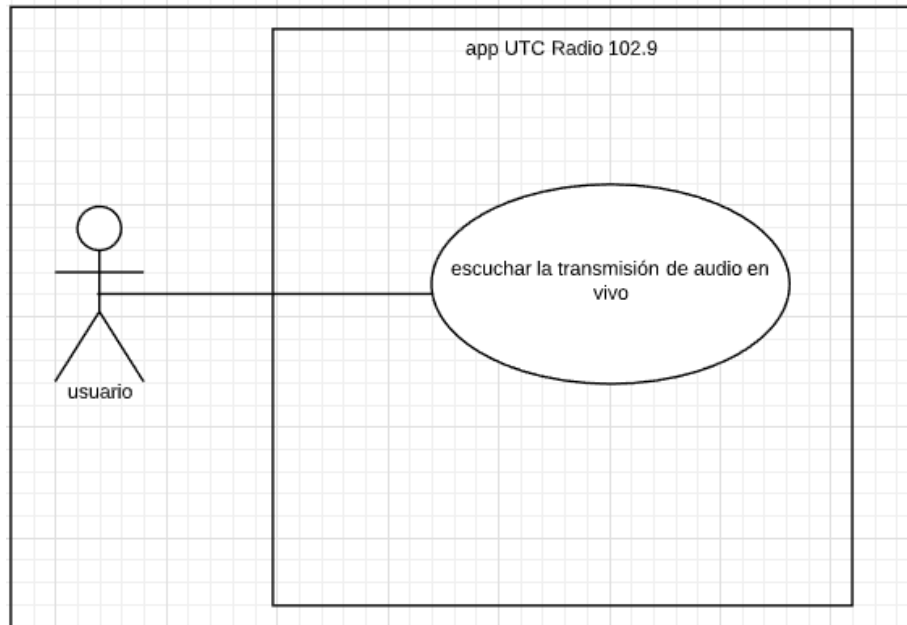 app UTC Radio 102.9
escuchar la transmisión de audio en
vivo
usuario